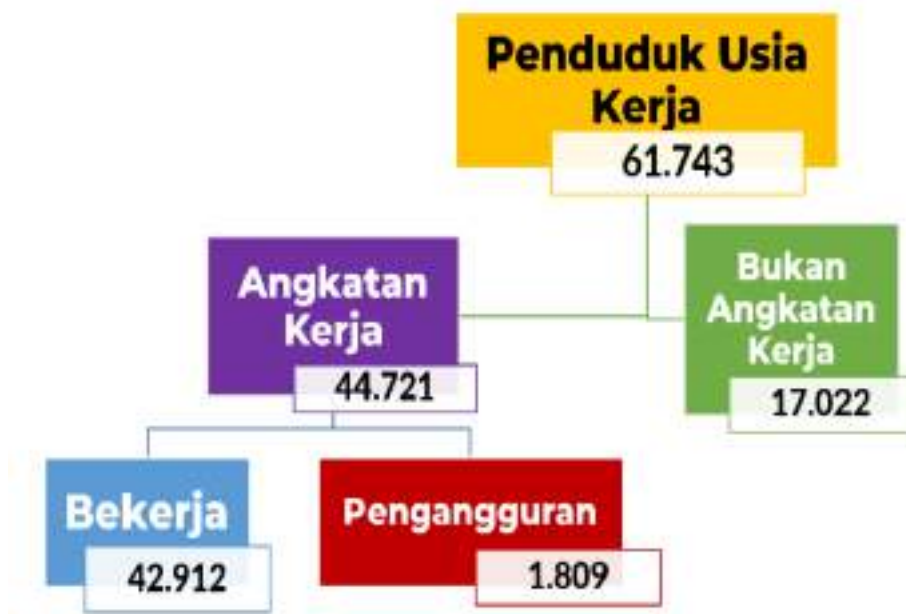 Penduduk Usia
Kerja
61.743
Angkatan
Kerja
44.721
Bukan
Angkatan
Kerja
17.022
Bekerja
42.912
Pengangguran
1.809